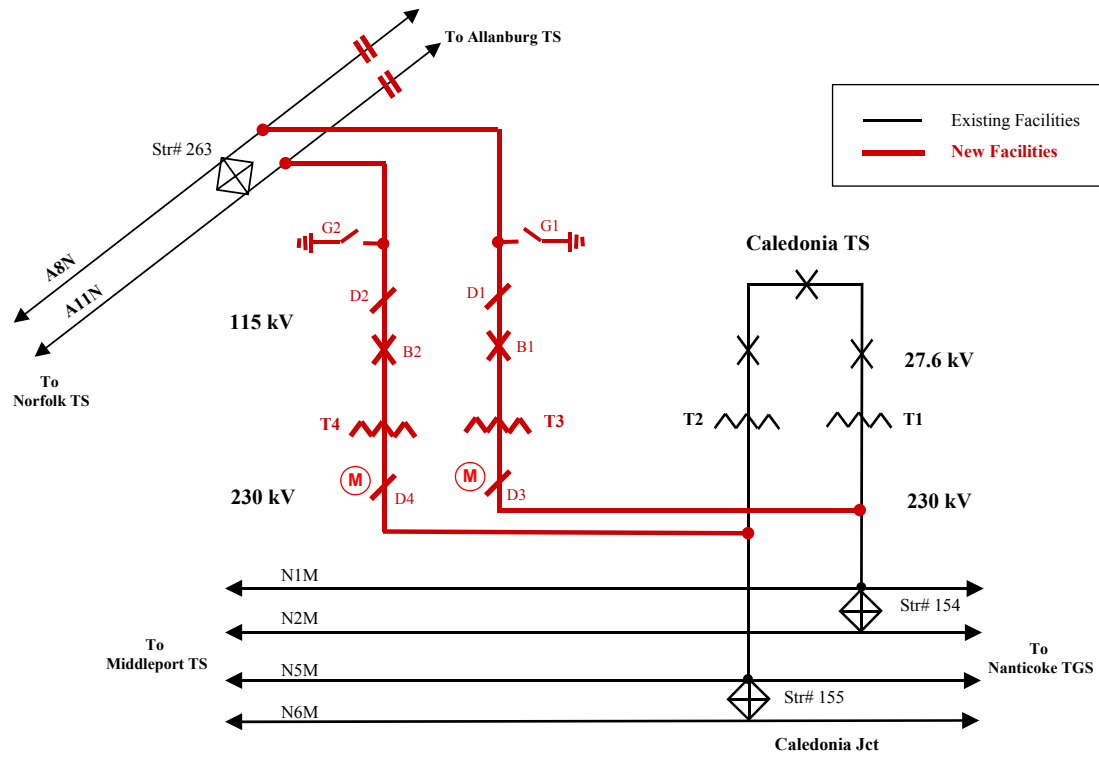 To Allanburg TS
Str# 263
Existing Facilities
New Facilities
G2
G1
Caledonia TS
A8N
A11N
D2
D1
115 kV
B2
B1
27.6 kV
To
Norfolk TS
T4
T3
T2
T1
M
M
D4
D3
230 kV
230 kV
N1M
Str# 154
N2M
To
Middleport TS
To
Nanticoke TGS
N5M
Str# 155
N6M
Caledonia Jct